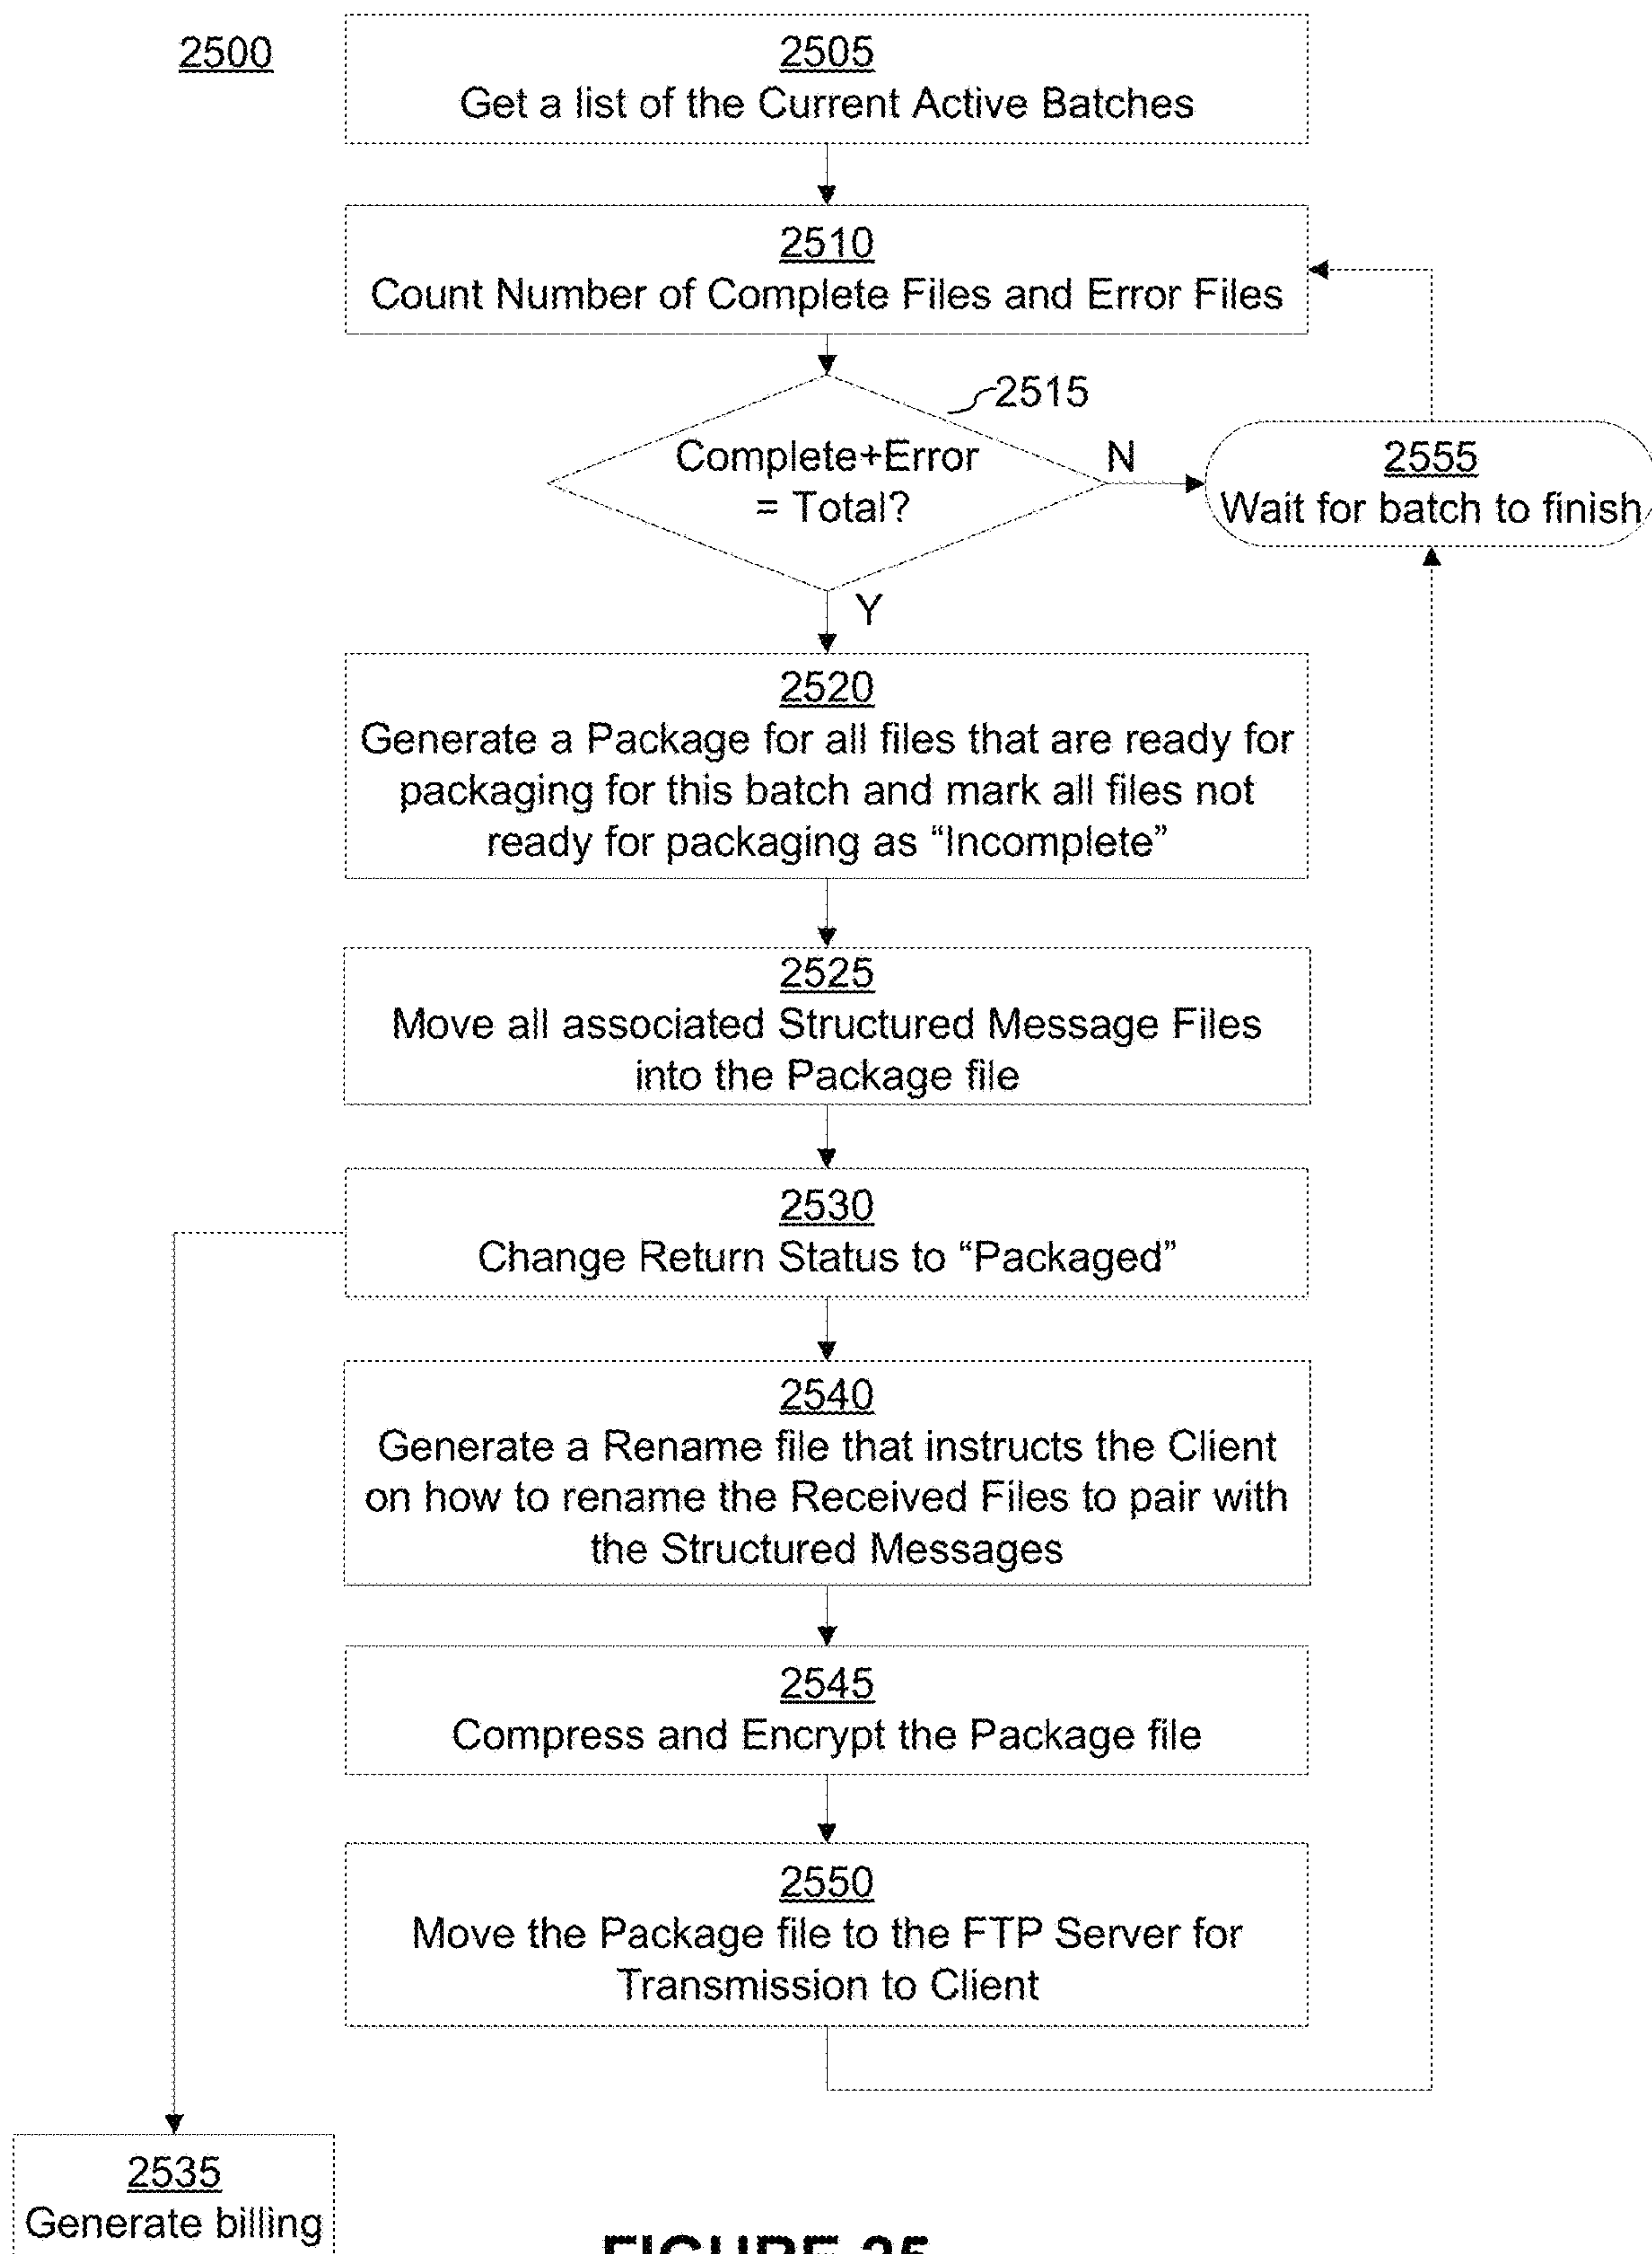 2500
2505
Get a list of the Current Active Batches
2510
Count Number of Complete Files and Error Files
2515
Complete+Error
= Total?
N
2555
Wait for batch to finish
Y
2520
Generate a Package for all files that are ready for
packaging for this batch and mark all files not
ready for packaging as “Incomplete”
2525
Move all associated Structured Message Files
into the Package file
2530
Change Return Status to “Packaged”
2540
Generate a Rename file that instructs the Client
on how to rename the Received Files to pair with
the Structured Messages
2545
Compress and Encrypt the Package file
2550
Move the Package file to the FTP Server for
Transmission to Client
2535
Generate billing
FIGURE 25